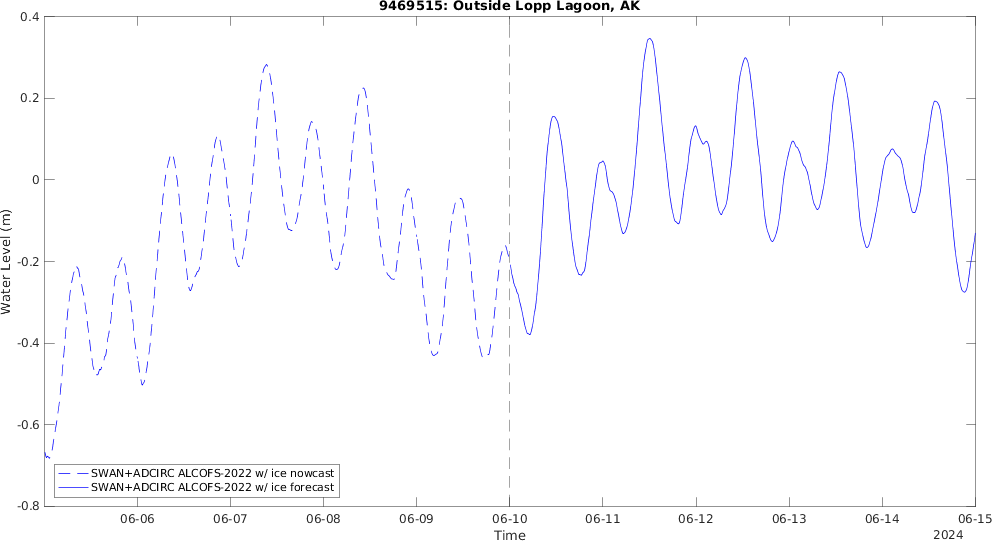 9469515: Outside Lopp Lagoon, AK
0.4
0.2
0
-0.2
-0.4
-0.6
-0.8
Water Level (m)
SWAN+ADCIRC ALCOFS-2022 w/ ice nowcast
SWAN+ADCIRC ALCOFS-2022 w/ ice forecast
06-06 06-07 06-08 06-09 06-10 06-11 06-12 06-13 06-14 06-15
Time
2024